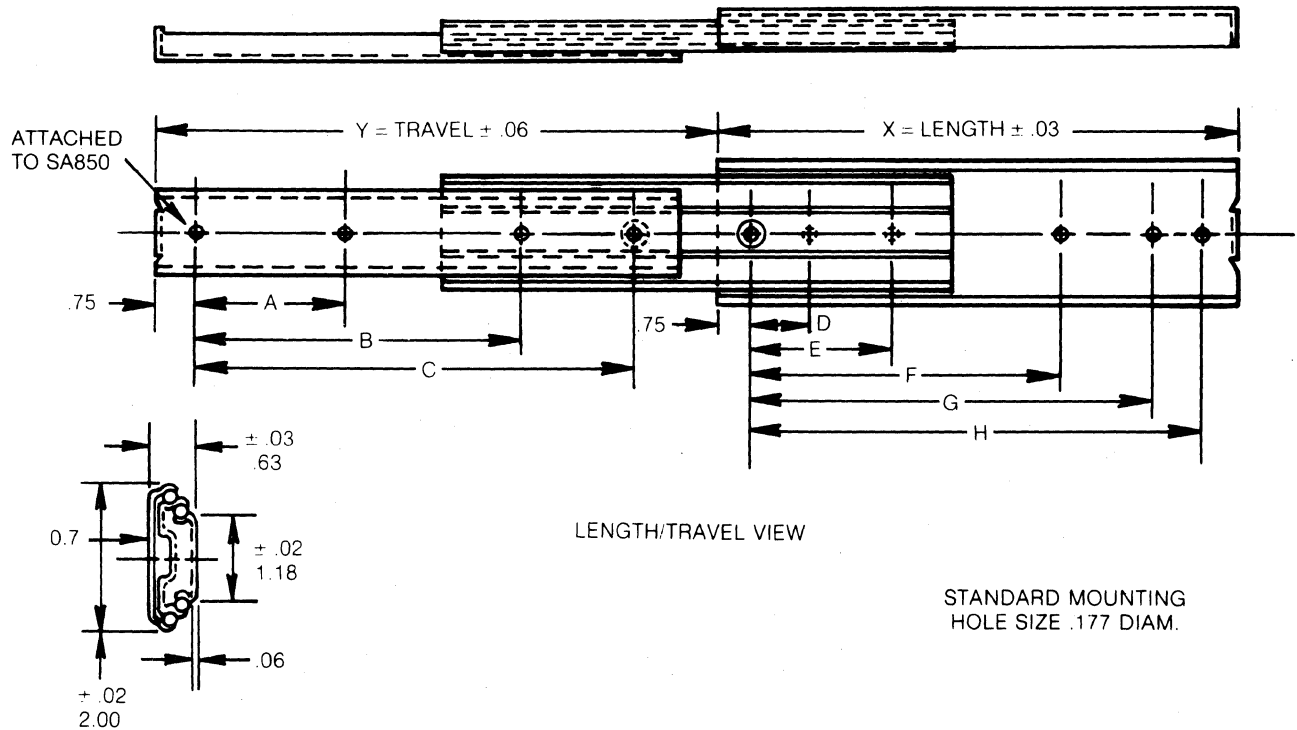 Y = TRAVEL ± .06
X = LENGTH ± .03
ATTACHED
TO SA850
.75
A
B
C
.75
D
E
F
G
H
± .03
.63
0.7
± .02
1.18
.06
± .02
2.00
LENGTH/TRAVEL VIEW
STANDARD MOUNTING
HOLE SIZE .177 DIAM.